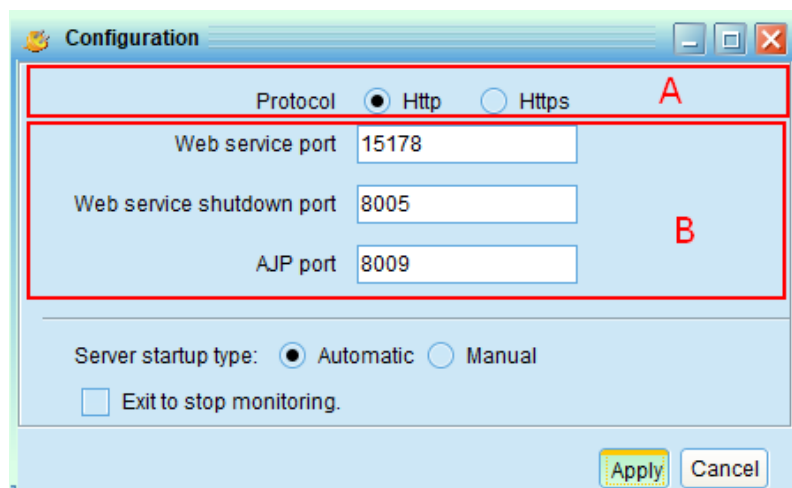 Configuration
Protocol Http Https A
Web service port 15178
Web service shutdown port 8005
B
AJP port 8009
Server startup type: Automatic Manual
Exit to stop monitoring.
Apply Cancel